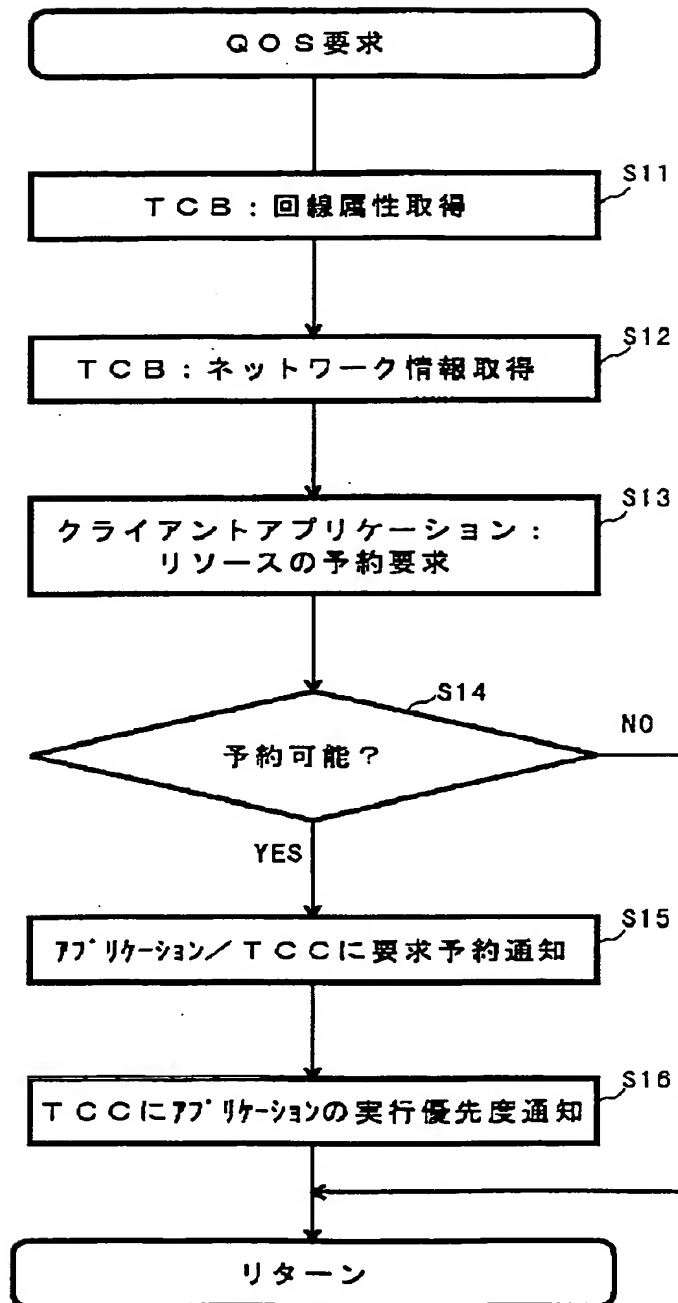 ＱＯＳ要求
S11
ＴＣＢ：回線属性取得
S12
ＴＣＢ：ネットワーク情報取得
S13
クライアントアプリケーション：
リソースの予約要求
S14
予約可能？
NO
YES
S15
ｱﾌﾟﾘｹｰｼｮﾝ／ＴＣＣに要求予約通知
S16
ＴＣＣにｱﾌﾟﾘｹｰｼｮﾝの実行優先度通知
リターン